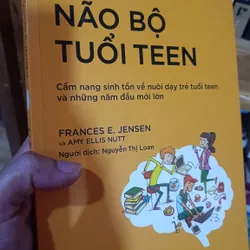 NÃO BỘ
TUỔI TEEN
Cẩm nang sinh tồn về nuôi dạy trẻ tuổi teen
và những năm đầu mới lớn
FRANCES E. JENSEN
VÀ AMY ELLIS NUTT
Người dịch: Nguyễn Thị Loan